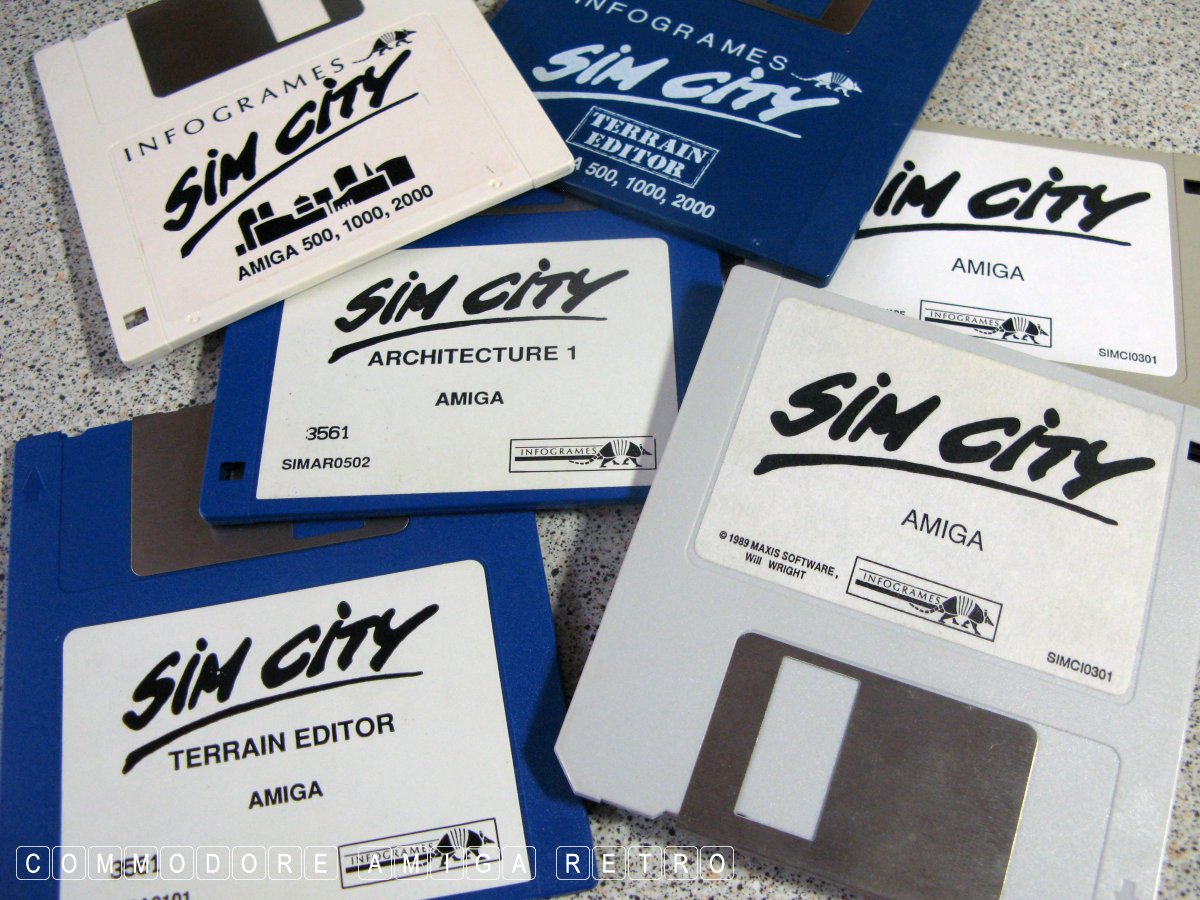 INFOGRAMES
SIM CITY
AMIGA 500, 1000, 2000
INFOGRAMES
SIM CITY
TERRAIN
EDITOR
A 500, 1000, 2000
SIM CITY
AMIGA
INFOGRAMES
SIMCI0301
SIM CITY
ARCHITECTURE 1
AMIGA
3561
SIMAR0502
INFOGRAMES
SIM CITY
AMIGA
© 1989 MAXIS SOFTWARE,
Will WRIGHT
INFOGRAMES
SIMCI0301
SIM CITY
TERRAIN EDITOR
AMIGA
INFOGRAMES
COMMODORE AMIGA RETRO